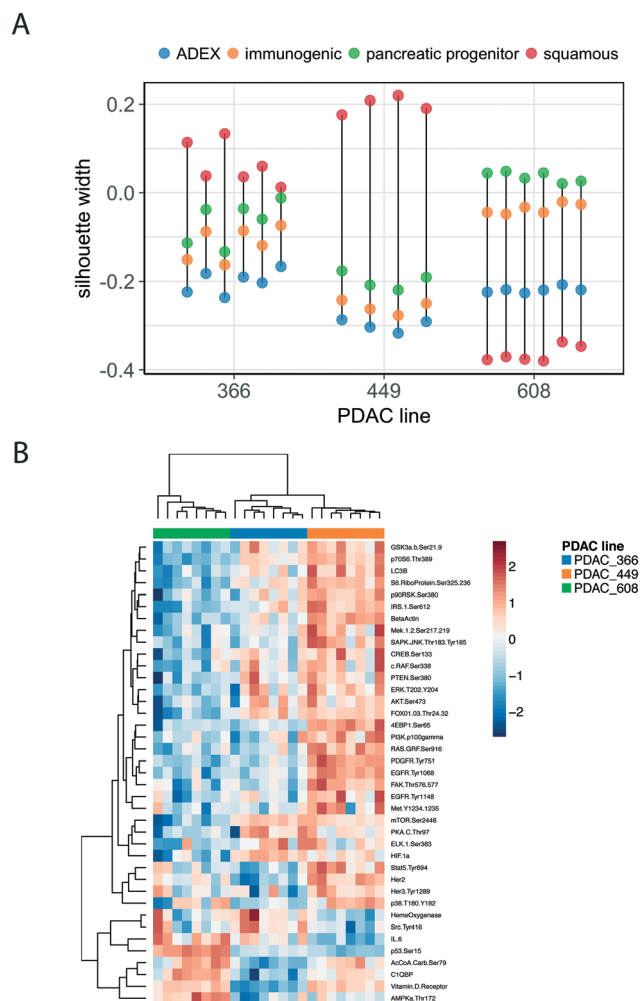 A
ADEX immunogenic pancreatic progenitor squamous
silhouette width
0.2
0.0
-0.2
-0.4
366 449 608
PDAC line
B
GSK3a.b.Ser21.9
p70S6.Thr389
LC3B
S6.RiboProtein.Ser325.236
p90RSK.Ser380
IRS.1.Ser612
BetaActin
Mek.1.2.Ser217.219
SAPK.JNK.Thr183.Tyr185
CREB.Ser133
c.RAF.Ser338
PTEN.Ser380
ERK.T202.Y204
AKT.Ser473
FOX01.03.Thr24.32
4EBP1.Ser65
PI3K.p100gamma
RAS.GRF.Ser916
PDGFR.Tyr751
EGFR.Tyr1068
FAK.Thr576.577
EGFR.Tyr1148
Met.Y1234.1235
mTOR.Ser2448
PKA.C.Thr97
ELK.1.Ser383
HIF.1a
Stat5.Tyr694
Her2
Her3.Tyr1289
p38.T180.Y182
HemeOxygenase
Src.Tyr416
IL.6
p53.Ser15
AcCoA.Carb.Ser79
C1QBP
Vitamin.D.Receptor
AMPKa.Thr172
2
1
0
−1
−2
PDAC line
PDAC_366
PDAC_449
PDAC_608